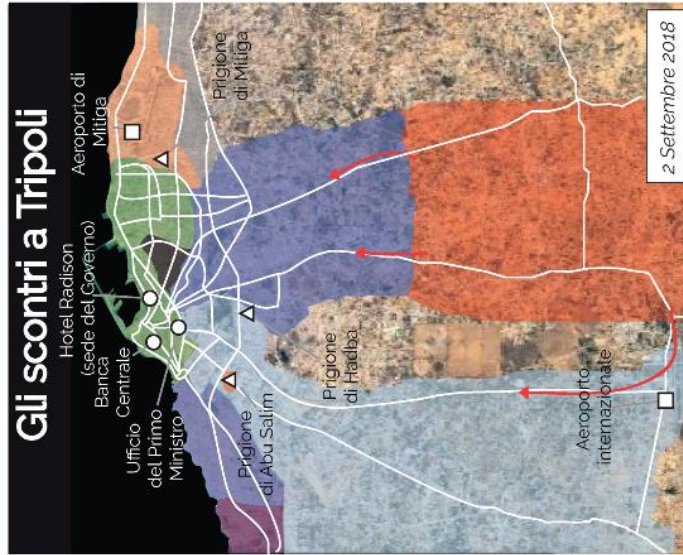 Gli scontri a Tripoli
Hotel Radison
(sede del Governo)
Banca
Centrale
Ufficio
del Primo
Ministro
Aeroporto di
Mitiga
Prigione
di Mitiga
Prigione
di Abu Salim
Prigione
di Hadba
Aeroporto
internazionale
2 Settembre 2018